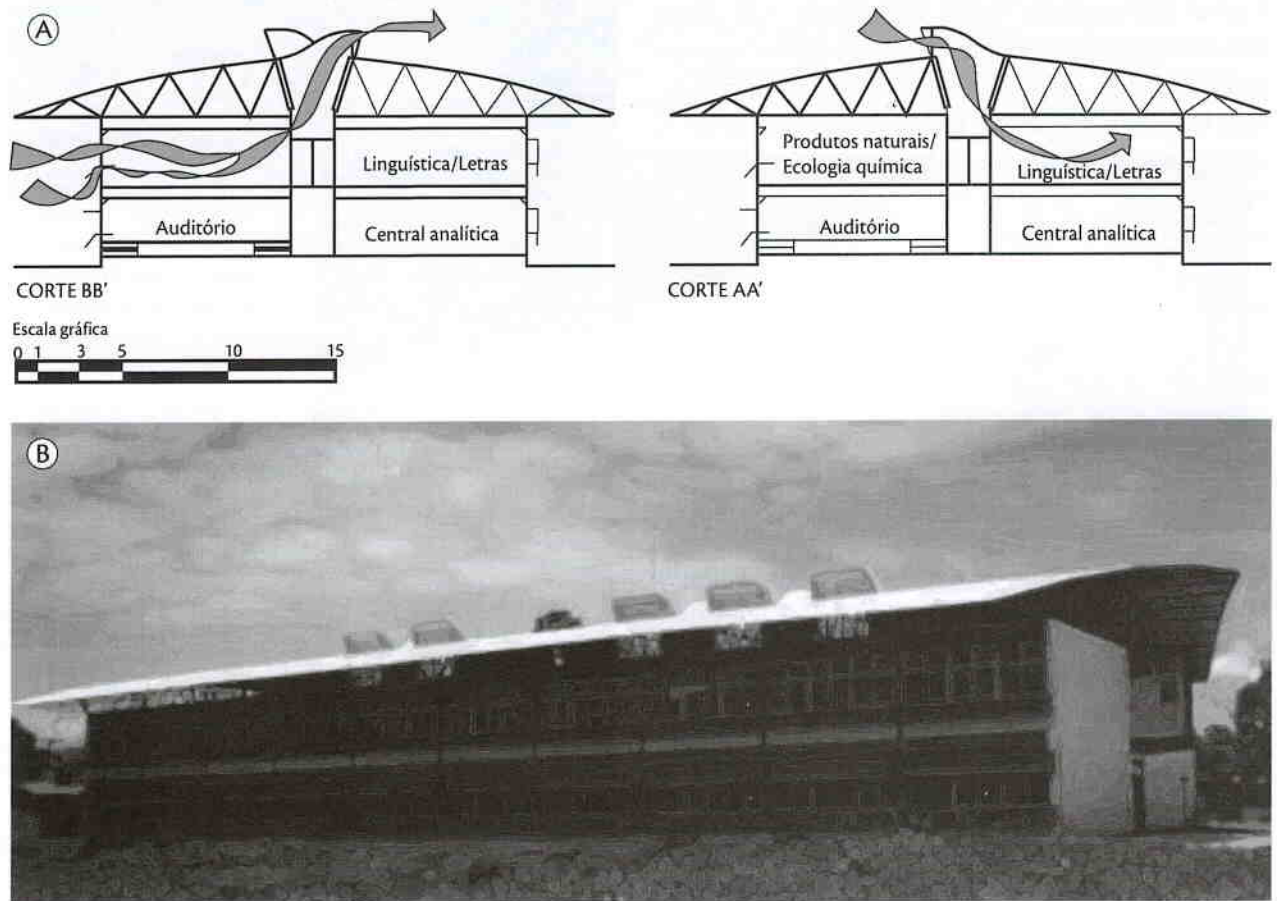 A
Linguística/Letras
Auditório
Central analítica
CORTE BB′
Produtos naturais/
Ecologia química
Linguística/Letras
Auditório
Central analítica
CORTE AA′
Escala gráfica
0 1 3 5 10 15
B